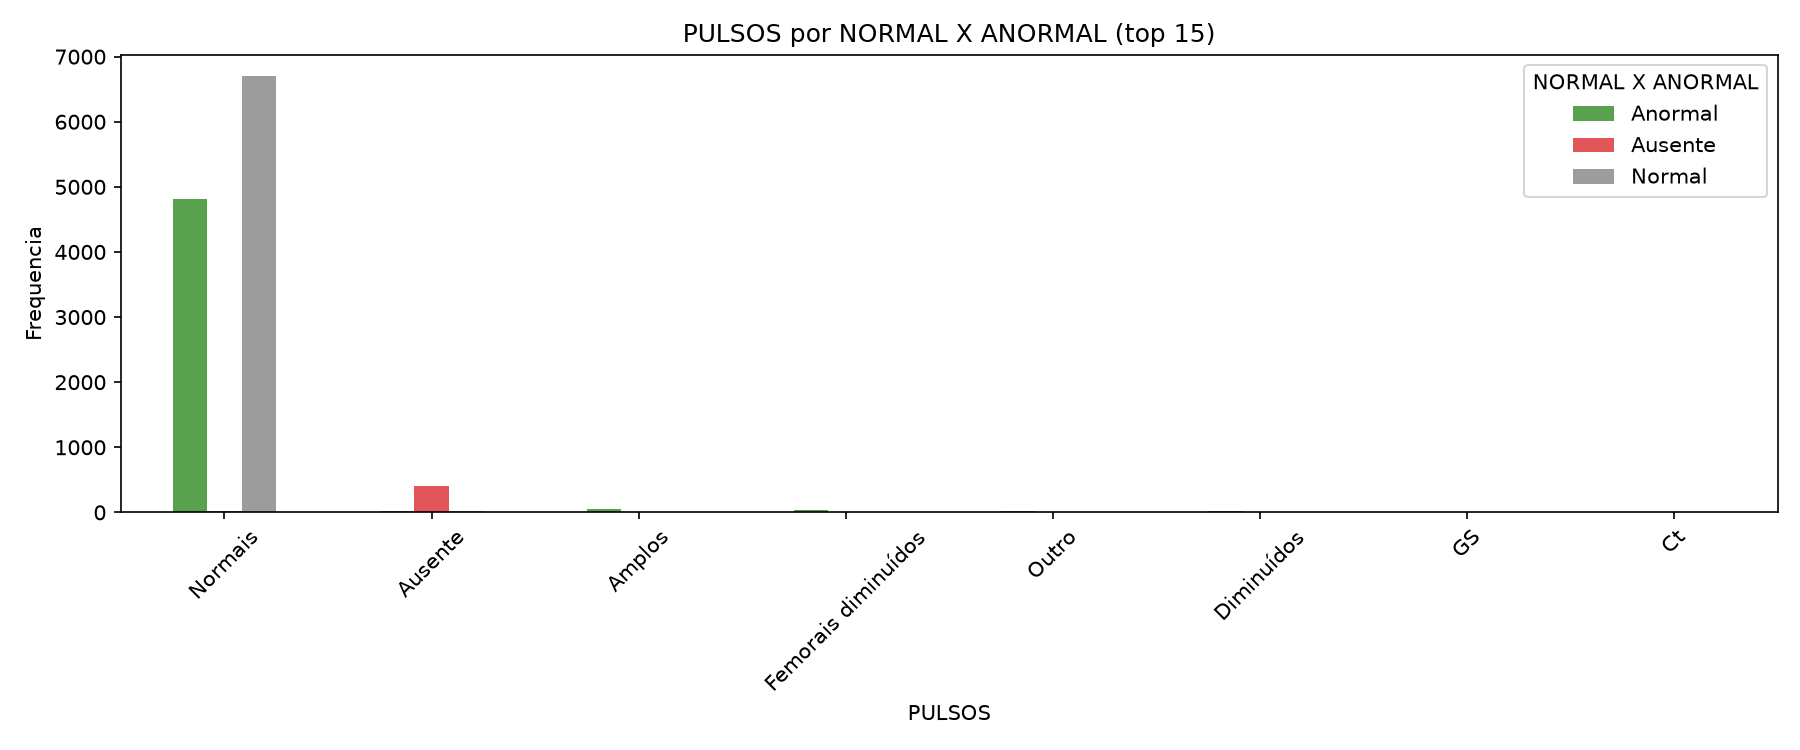 PULSOS por NORMAL X ANORMAL (top 15)
NORMAL X ANORMAL
Anormal
Ausente
Normal
Frequencia
7000
6000
5000
4000
3000
2000
1000
0
Normais
Ausente
Amplos
Femorais diminuídos
Outro
Diminuídos
GS
Ct
PULSOS